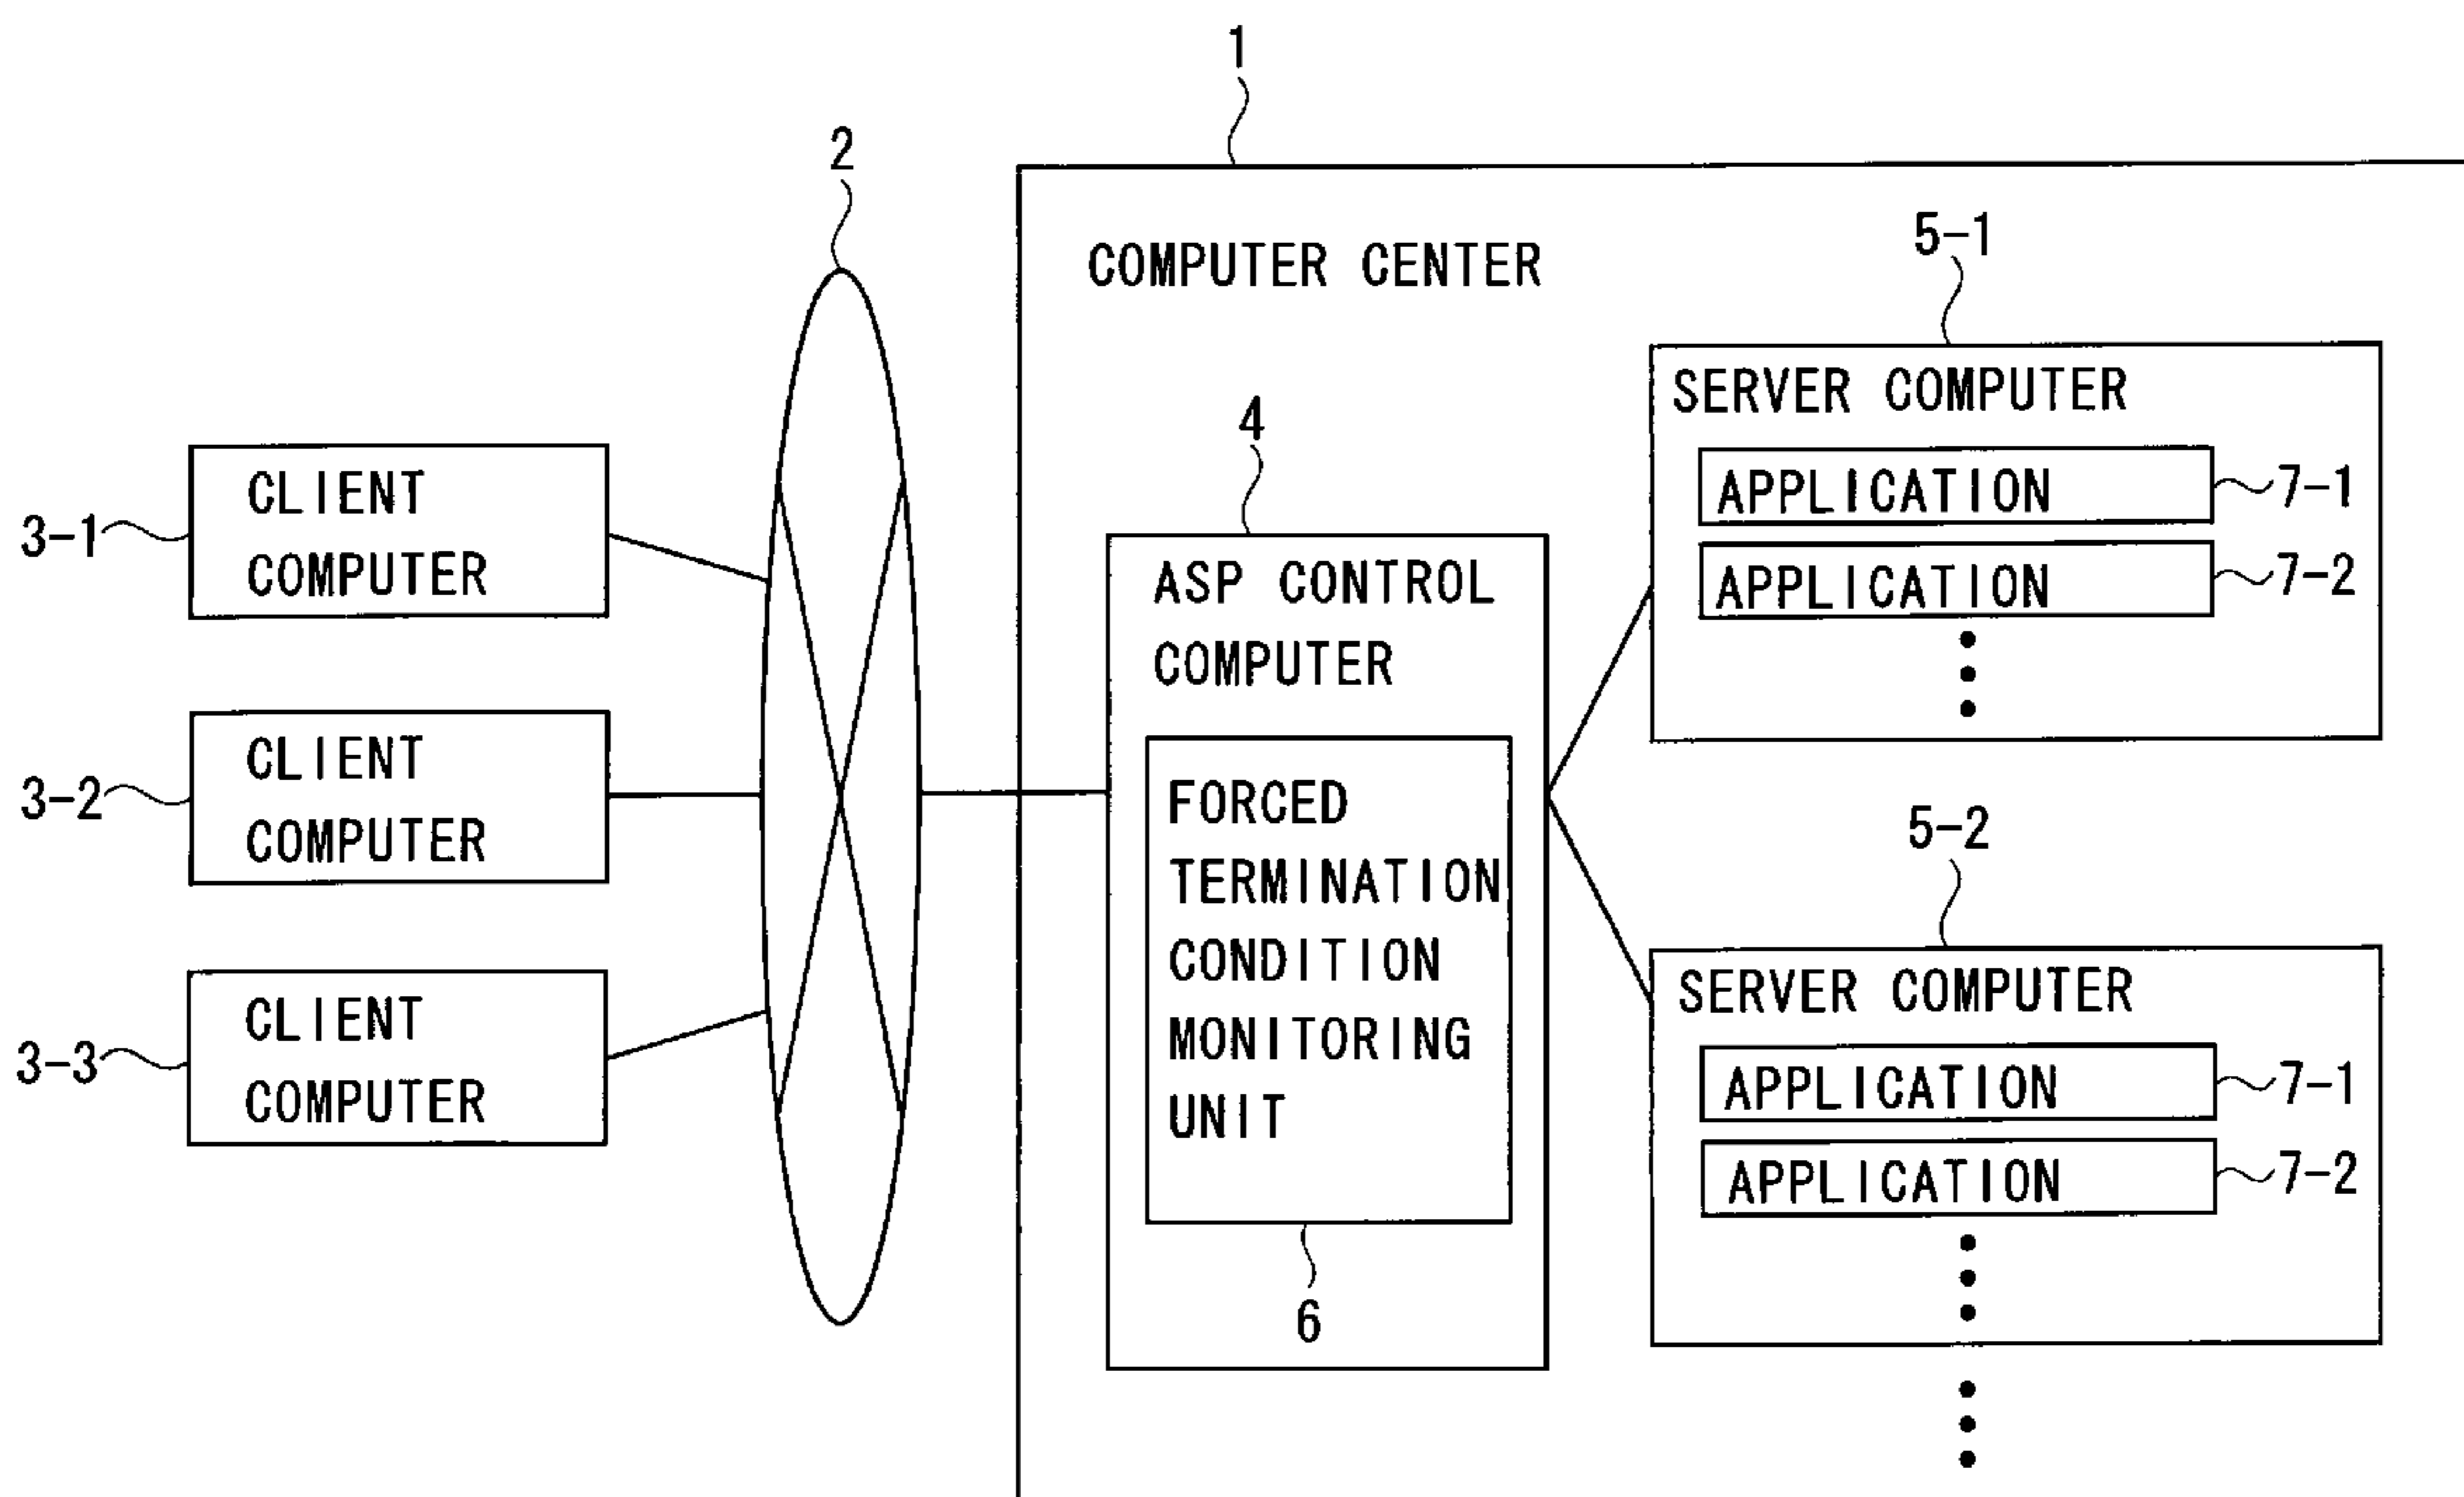 1
2
COMPUTER CENTER
5-1
SERVER COMPUTER
APPLICATION
7-1
APPLICATION
7-2
4
ASP CONTROL
COMPUTER
FORCED
TERMINATION
CONDITION
MONITORING
UNIT
6
3-1
CLIENT
COMPUTER
3-2
CLIENT
COMPUTER
3-3
CLIENT
COMPUTER
5-2
SERVER COMPUTER
APPLICATION
7-1
APPLICATION
7-2